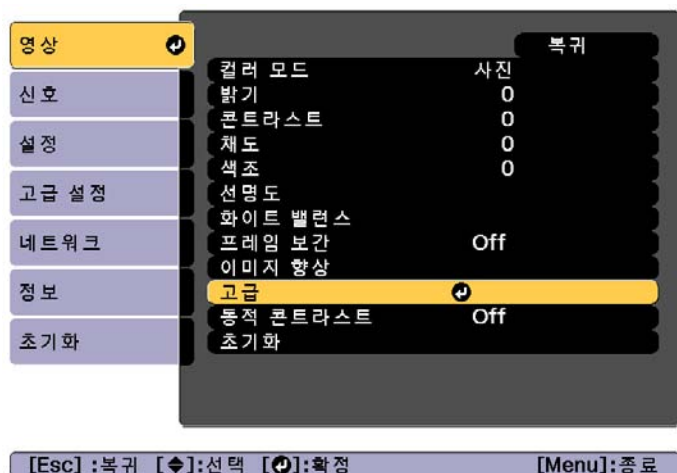 영상
신호
설정
고급 설정
네트워크
정보
초기화
복귀
컬러 모드 사진
밝기 0
콘트라스트 0
채도 0
색조 0
선명도
화이트 밸런스
프레임 보간 Off
이미지 향상
고급
동적 콘트라스트 Off
초기화
[Esc] :복귀 [◆]:선택 [⏎]:확정 [Menu]:종료